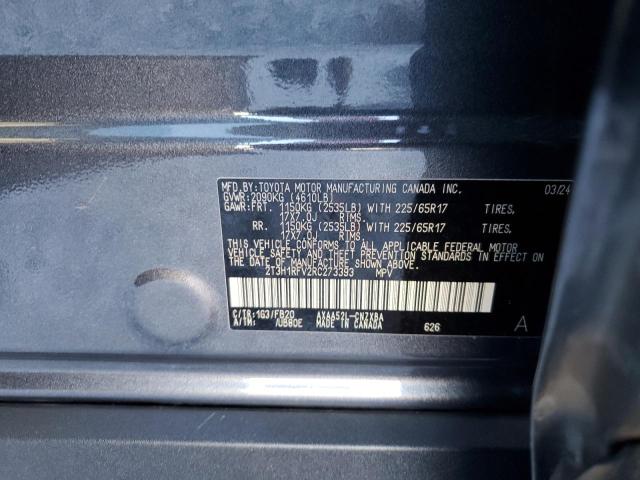 MFD.BY:TOYOTA MOTOR MANUFACTURING CANADA INC. 03/24
GVWR:2090KG (4610LB)
GAWR:FRT. 1150KG (2535LB) WITH 225/65R17 TIRES,
17X7.0J RIMS,
RR. 1150KG (2535LB) WITH 225/65R17 TIRES,
17X7.0J RIMS.
THIS VEHICLE CONFORMS TO ALL APPLICABLE FEDERAL MOTOR
VEHICLE SAFETY AND THEFT PREVENTION STANDARDS IN EFFECT ON
THE DATE OF MANUFACTURE SHOWN ABOVE.
2T3H1RFV2RC273393 MPV
C/TR:1G3/FB20 AXAA52L-CNZXBA
A/TM: /UB80E MADE IN CANADA 626 A